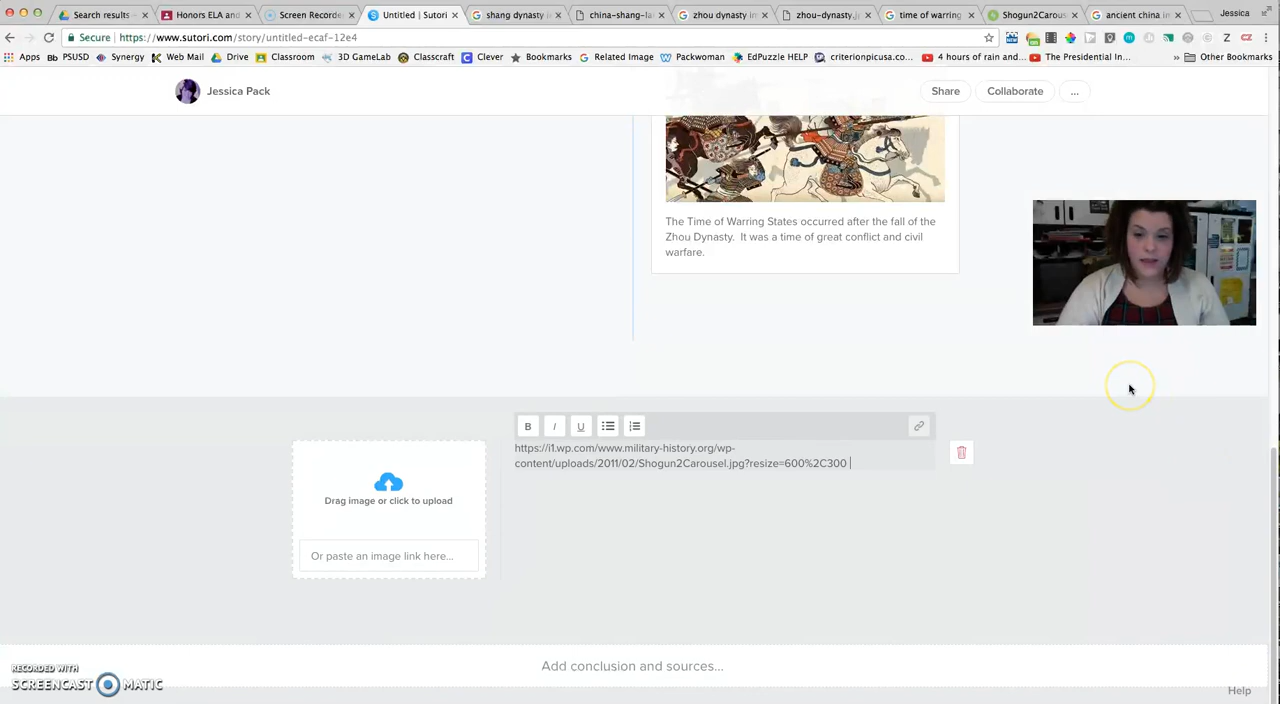 Search results -
Honors ELA and
Screen Recorde
Untitled | Sutori
shang dynasty i
china-shang-la
zhou dynasty in
zhou-dynasty.j
time of warring
Shogun2Carous
ancient china in
Jessica
Secure
https://www.sutori.com/story/untitled-ecaf-12e4
Apps
Bb PSUSD
Synergy
Web Mail
Drive
Classroom
3D GameLab
Classcraft
Clever
Bookmarks
Related Image
Packwoman
EdPuzzle HELP
criterionpicusa.co...
4 hours of rain and...
The Presidential In...
»
Other Bookmarks
Jessica Pack
Share
Collaborate
...
The Time of Warring States occurred after the fall of the
Zhou Dynasty. It was a time of great conflict and civil
warfare.
B I U
https://i1.wp.com/www.military-history.org/wp-
content/uploads/2011/02/Shogun2Carousel.jpg?resize=600%2C300
Drag image or click to upload
Or paste an image link here...
Add conclusion and sources...
RECORDED WITH
SCREENCAST MATIC
Help